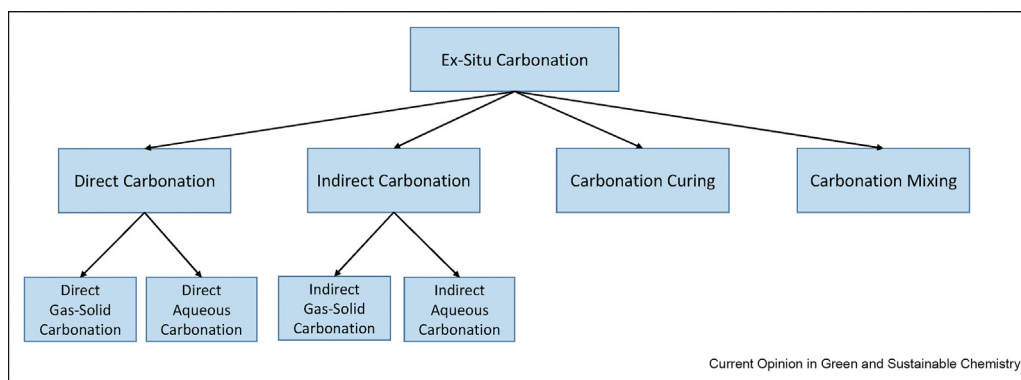 Ex-Situ Carbonation
Direct Carbonation
Indirect Carbonation
Carbonation Curing
Carbonation Mixing
Direct
Gas-Solid
Carbonation
Direct
Aqueous
Carbonation
Indirect
Gas-Solid
Carbonation
Indirect
Aqueous
Carbonation
Current Opinion in Green and Sustainable Chemistry